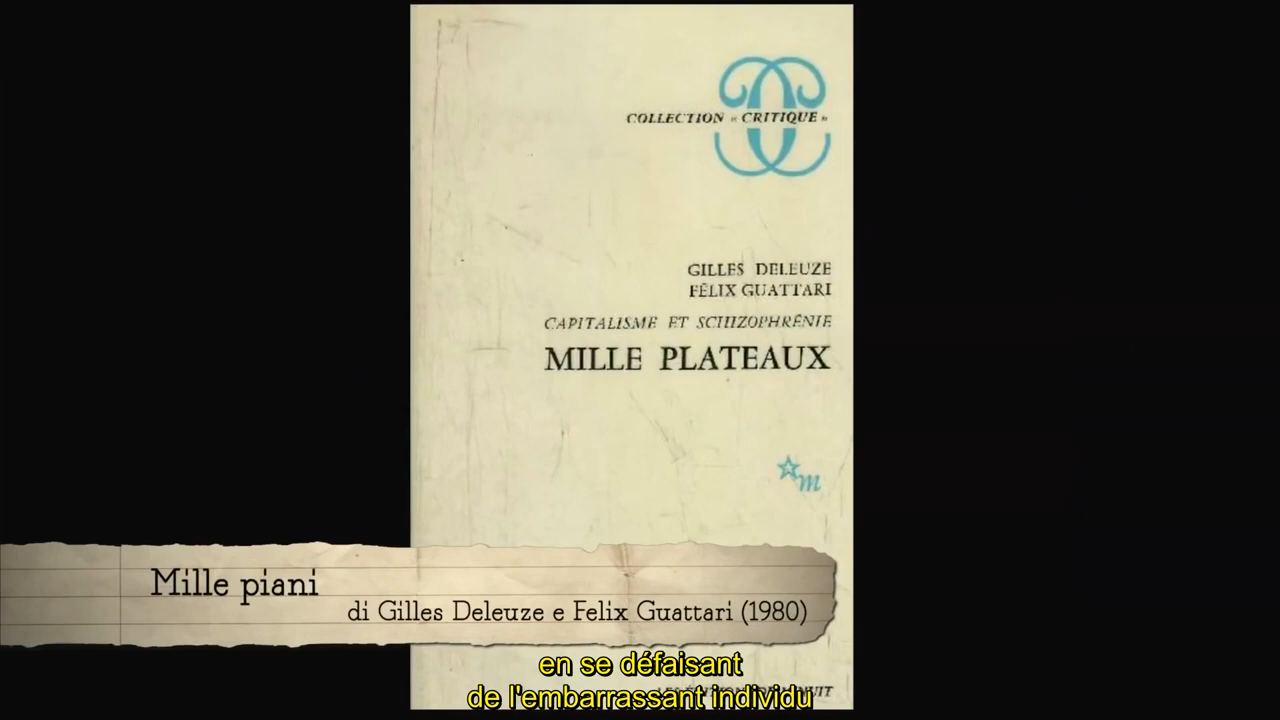 COLLECTION « CRITIQUE »
GILLES DELEUZE
FÉLIX GUATTARI
CAPITALISME ET SCHIZOPHRÉNIE
MILLE PLATEAUX
m
Mille piani
di Gilles Deleuze e Felix Guattari (1980)
en se défaisant
de l'embarrassant individu